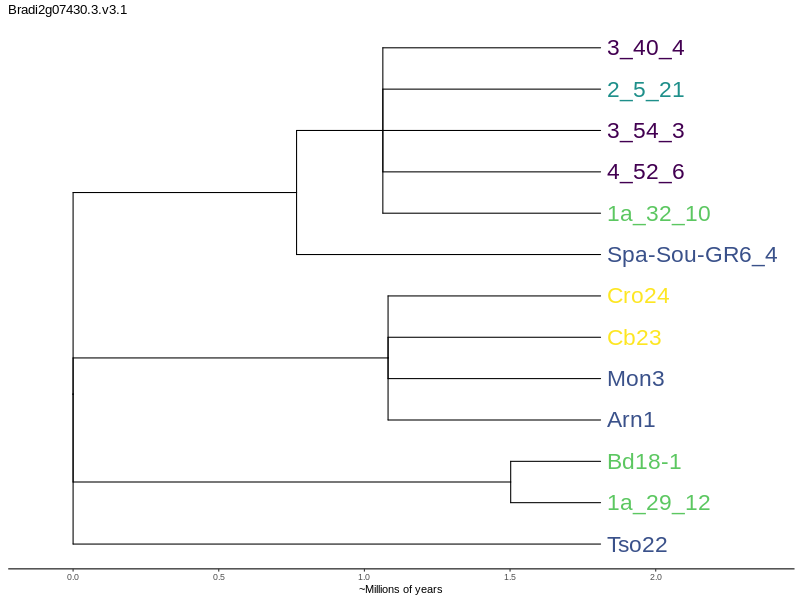 Bradi2g07430.3.v3.1
3_40_4
2_5_21
3_54_3
4_52_6
1a_32_10
Spa-Sou-GR6_4
Cro24
Cb23
Mon3
Arn1
Bd18-1
1a_29_12
Tso22
0.0 0.5 1.0 1.5 2.0
~Millions of years